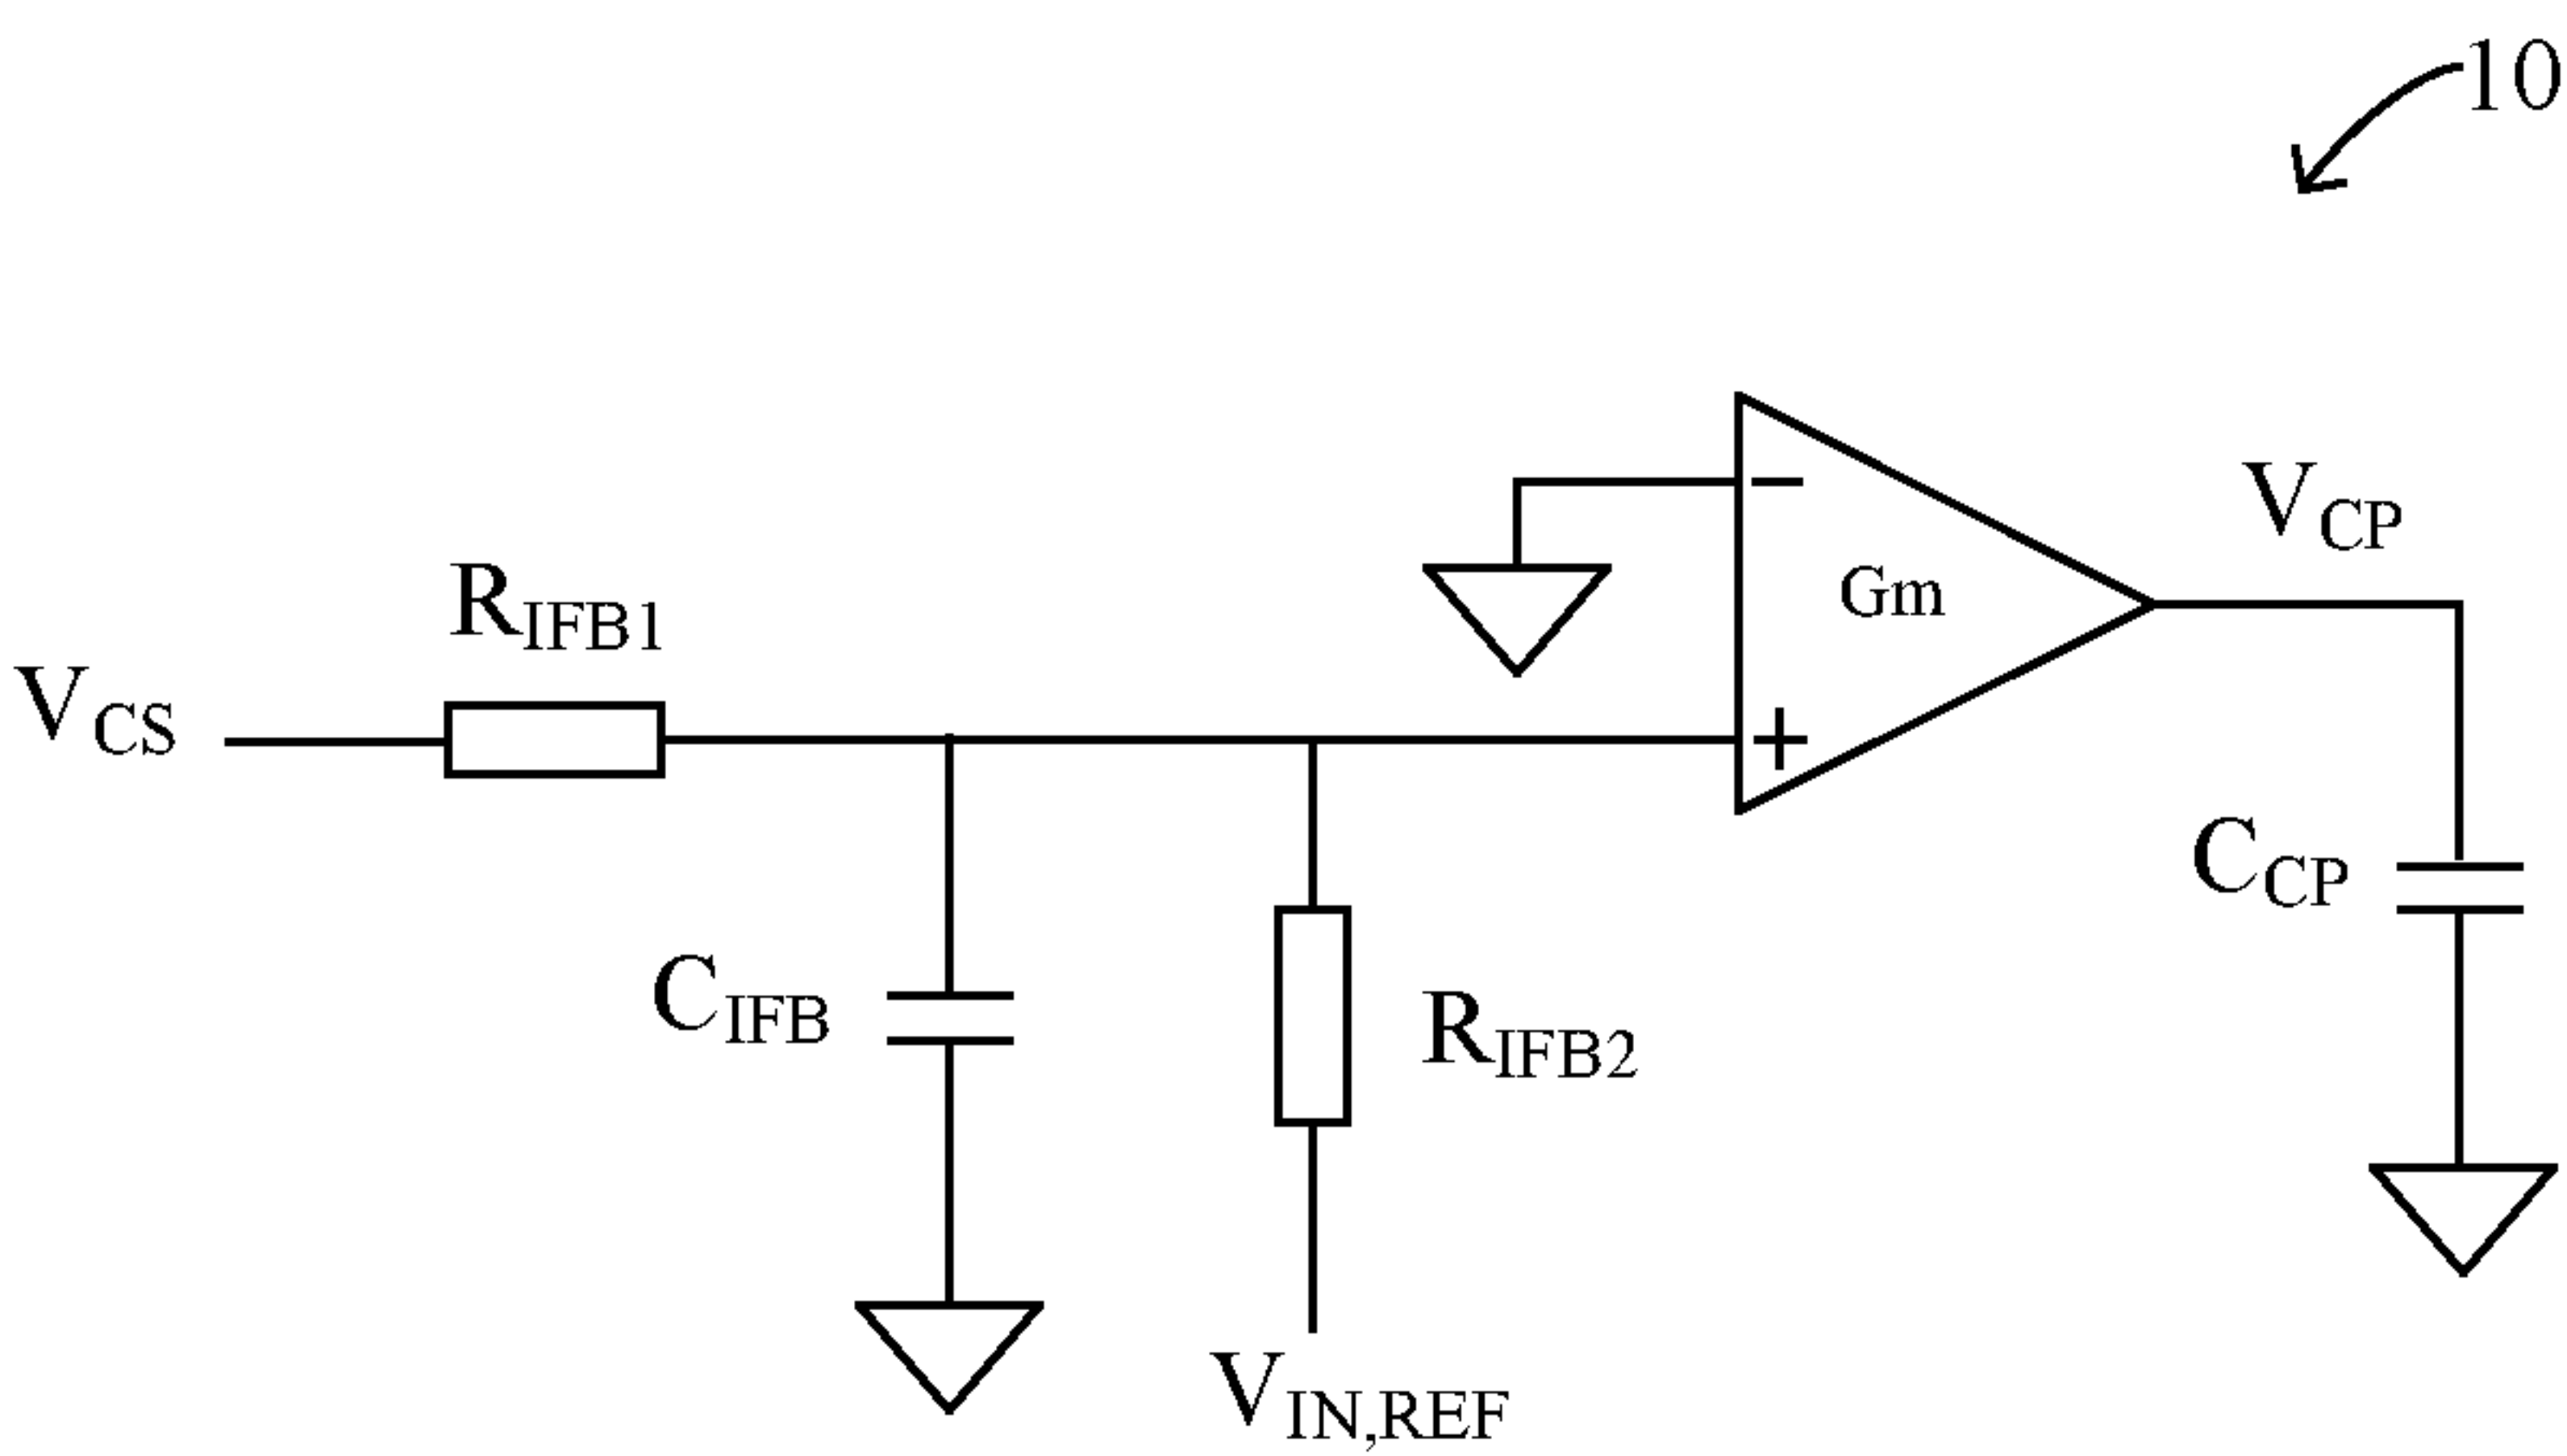 10
V_CP
R_IFB1
Gm
V_CS
C_CP
C_IFB
R_IFB2
V_IN,REF